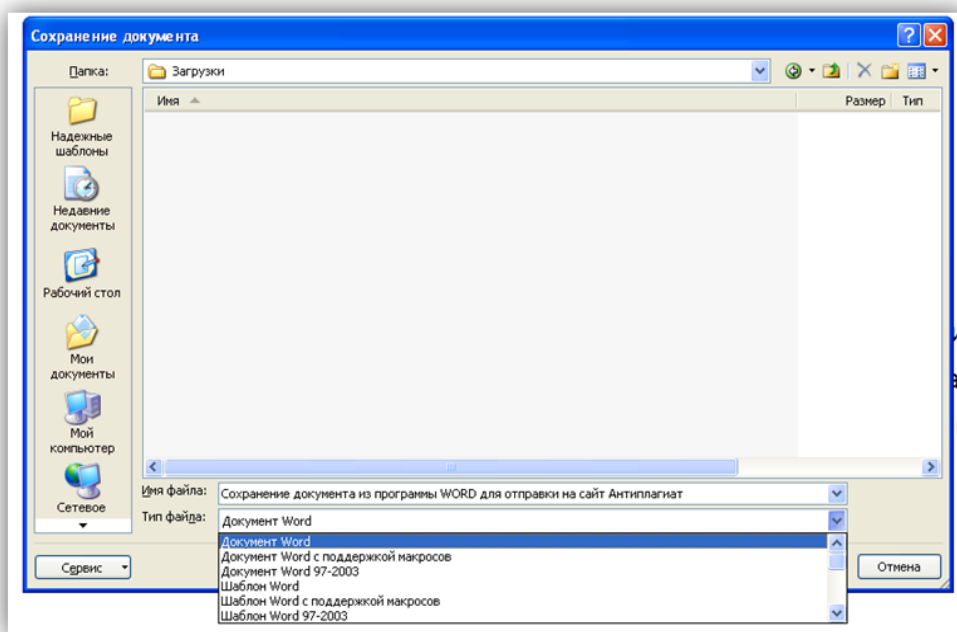 Сохранение документа
Папка:
Загрузки
Имя
Размер
Тип
Надежные
шаблоны
Недавние
документы
Рабочий стол
Мои
документы
Мой
компьютер
Сетевое
Имя файла:
Сохранение документа из программы WORD для отправки на сайт Антиплагиат
Тип файла:
Документ Word
Документ Word
Документ Word с поддержкой макросов
Документ Word 97-2003
Шаблон Word
Шаблон Word с поддержкой макросов
Шаблон Word 97-2003
Сервис
Отмена